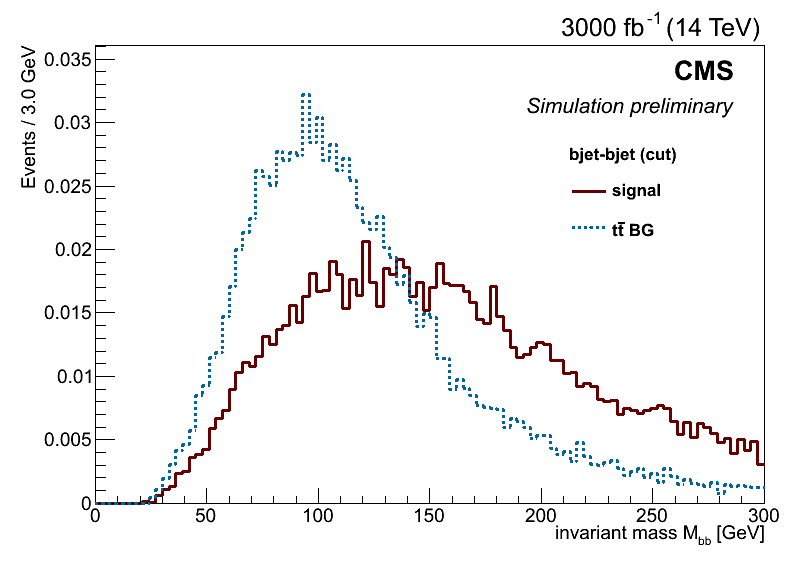 3000 fb⁻¹ (14 TeV)
CMS
Simulation preliminary
bjet-bjet (cut)
signal
tt̄ BG
Events / 3.0 GeV
0.035
0.03
0.025
0.02
0.015
0.01
0.005
0
0 50 100 150 200 250 300
invariant mass M_bb [GeV]